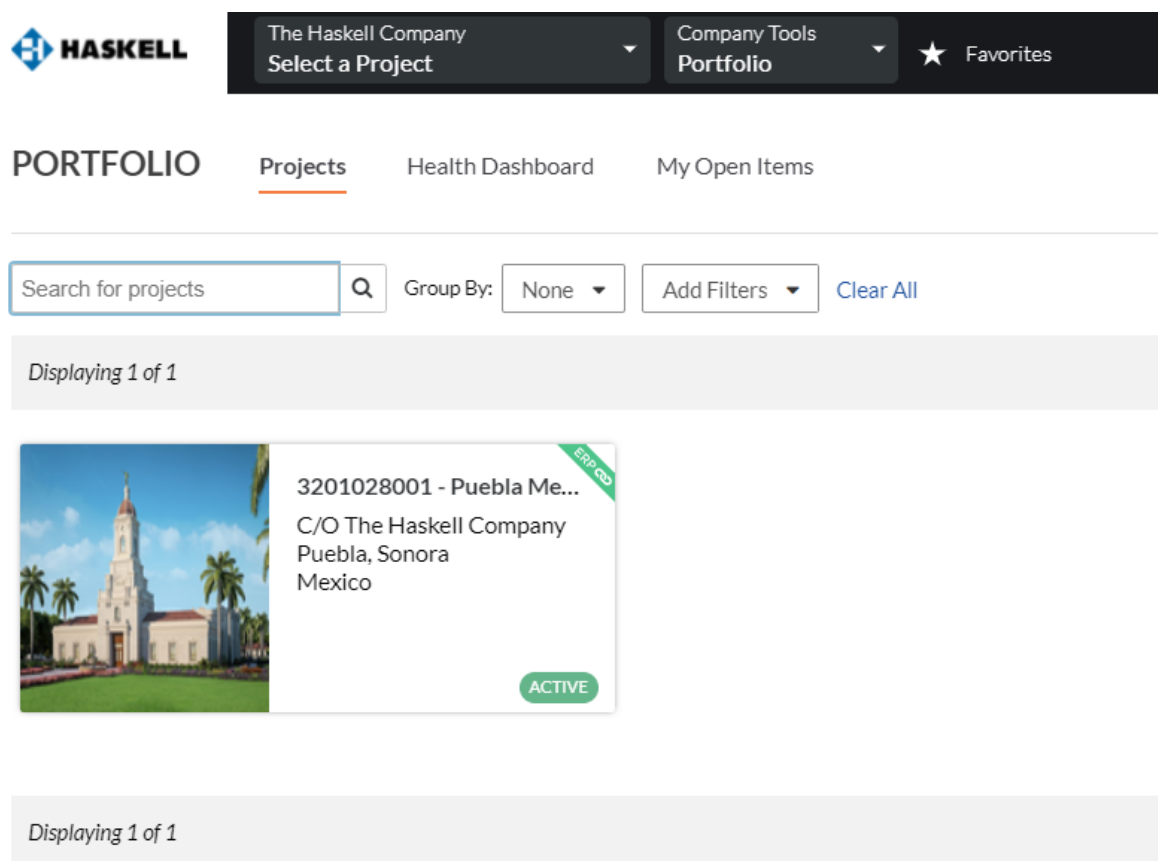 HASKELL
The Haskell Company
Select a Project
Company Tools
Portfolio
Favorites
PORTFOLIO
Projects
Health Dashboard
My Open Items
Search for projects
Group By:
None
Add Filters
Clear All
Displaying 1 of 1
ERP
3201028001 - Puebla Me...
C/O The Haskell Company
Puebla, Sonora
Mexico
ACTIVE
Displaying 1 of 1